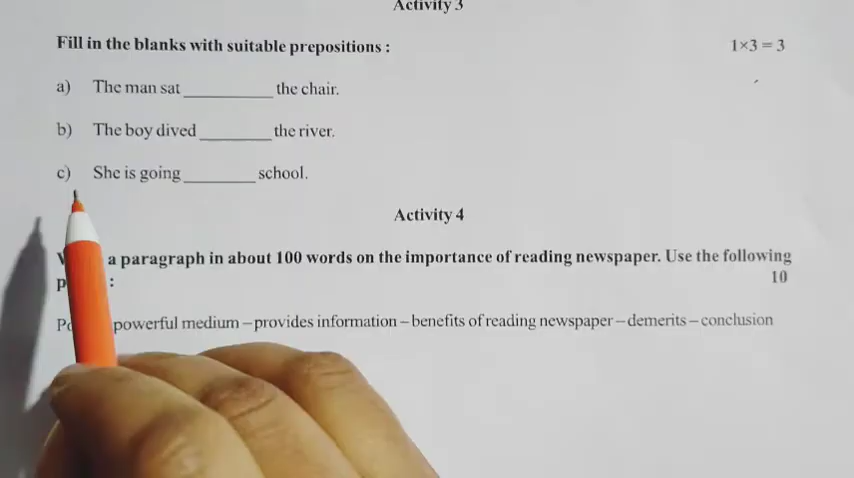 Activity 3
Fill in the blanks with suitable prepositions : 1×3 = 3
a) The man sat _________ the chair.
b) The boy dived ________ the river.
c) She is going ________ school.
Activity 4
a paragraph in about 100 words on the importance of reading newspaper. Use the following
: 10
powerful medium – provides information – benefits of reading newspaper – demerits – conclusion